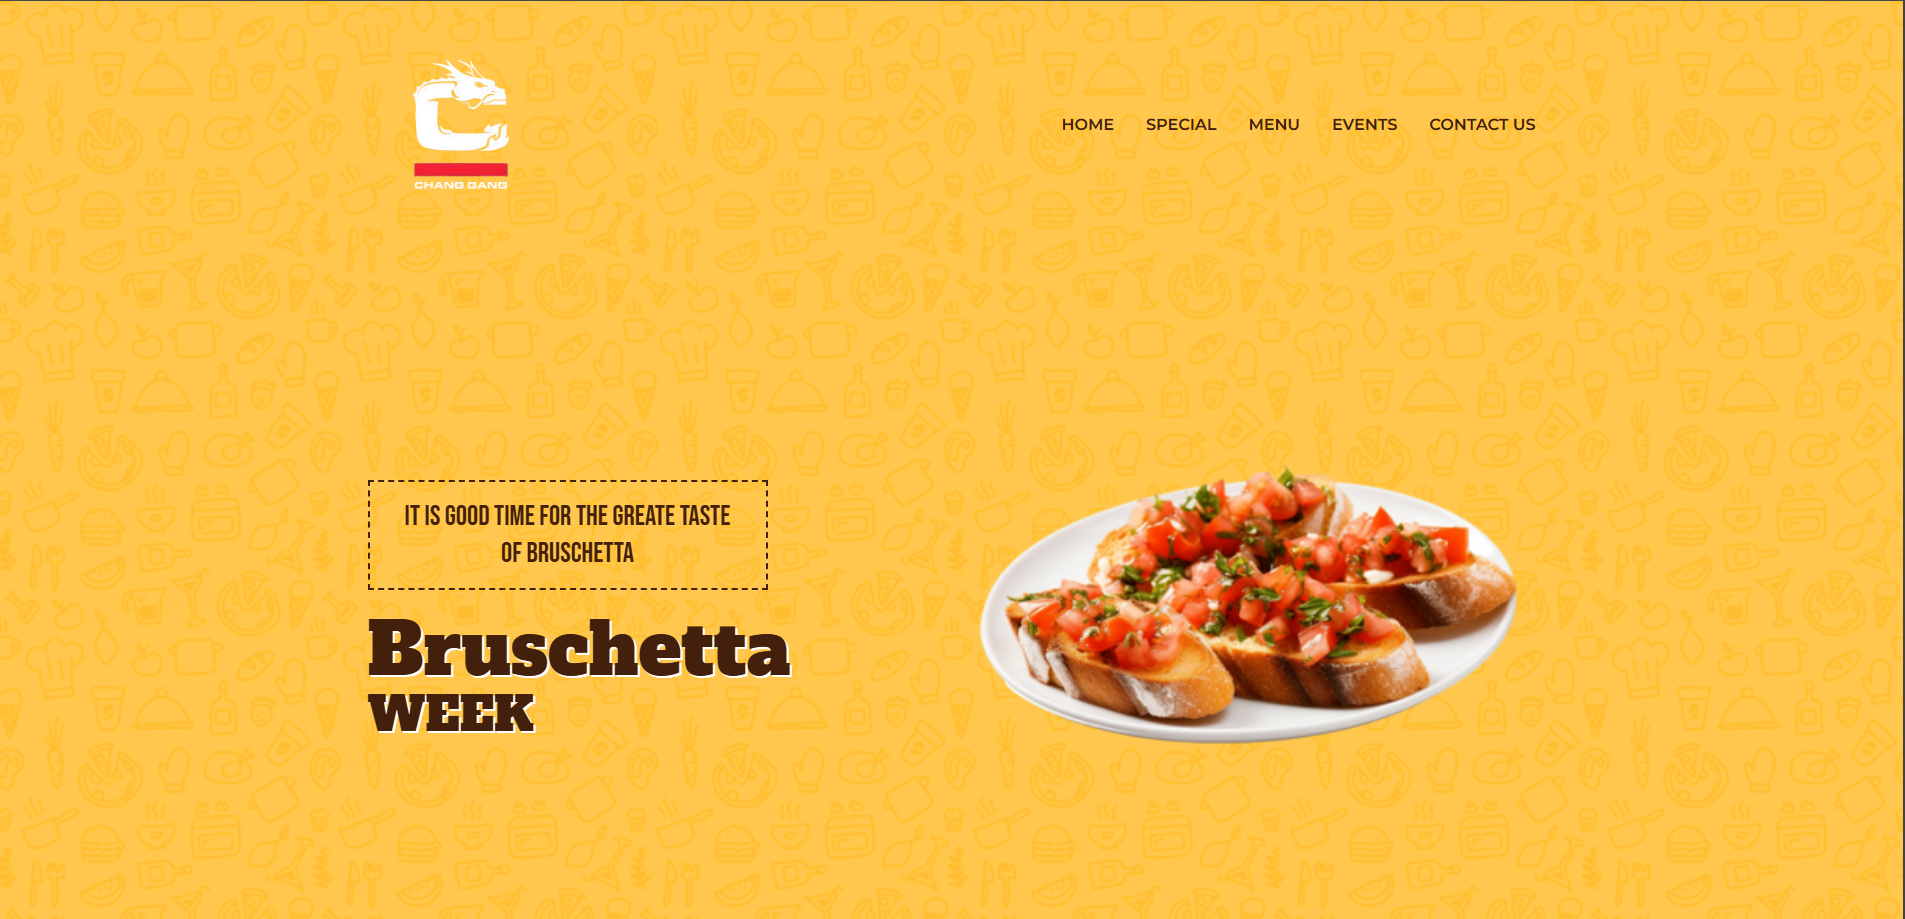 CHANG GANG
HOME SPECIAL MENU EVENTS CONTACT US
IT IS GOOD TIME FOR THE GREATE TASTE
OF BRUSCHETTA
Bruschetta
WEEK